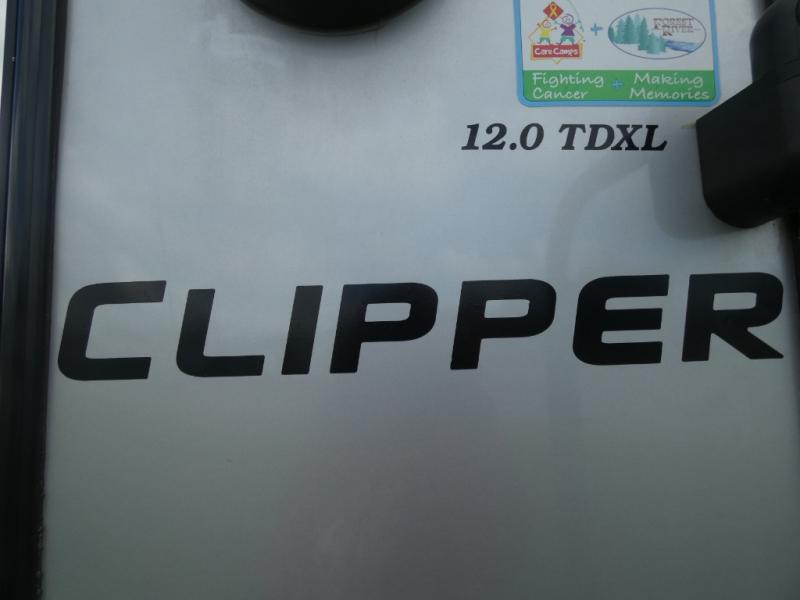 Care Camps + FOREST RIVER
Fighting + Making
Cancer Memories
12.0 TDXL
CLIPPER